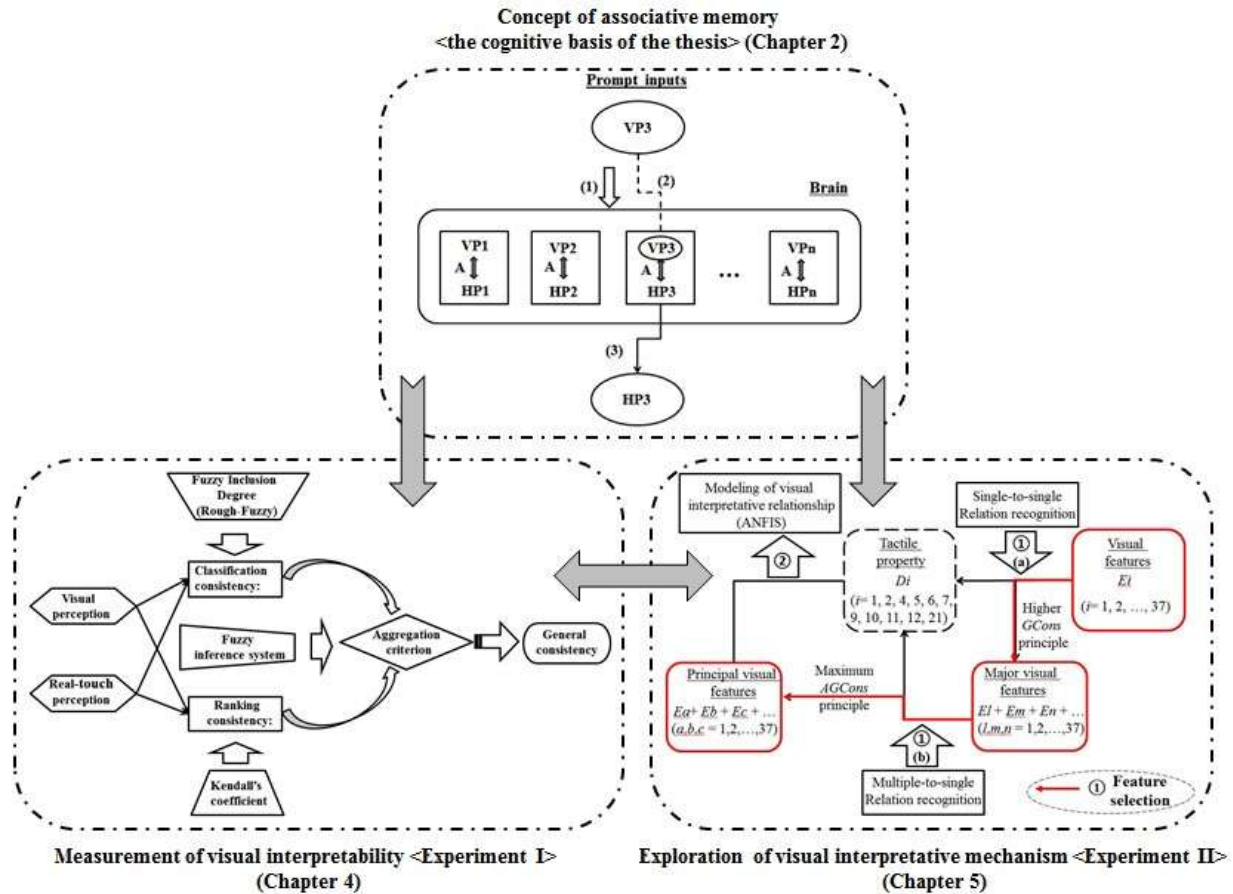 Concept of associative memory
<the cognitive basis of the thesis> (Chapter 2)
Prompt inputs
VP3
(1)
(2)
Brain
VP1
A
HP1
VP2
A
HP2
VP3
A
HP3
...
VPn
A
HPn
(3)
HP3
Fuzzy Inclusion
Degree
(Rough-Fuzzy)
Classification
consistency:
Visual
perception
Fuzzy
inference system
Aggregation
criterion
General
consistency
Real-touch
perception
Ranking
consistency:
Kendall's
coefficient
Measurement of visual interpretability <Experiment I>
(Chapter 4)
Modeling of visual
interpretative relationship
(ANFIS)
②
Single-to-single
Relation recognition
①
(a)
Tactile
property
Di
(i= 1, 2, 4, 5, 6, 7,
9, 10, 11, 12, 21)
Visual
features
Ei
(i= 1, 2, …, 37)
Higher
GCons
principle
Principal visual
features
Ea+ Eb + Ec + …
(a,b,c = 1,2,…,37)
Maximum
AGCons
principle
Major visual
features
El + Em + En + …
(l,m,n = 1,2,…,37)
①
(b)
Multiple-to-single
Relation recognition
① Feature
selection
Exploration of visual interpretative mechanism <Experiment II>
(Chapter 5)